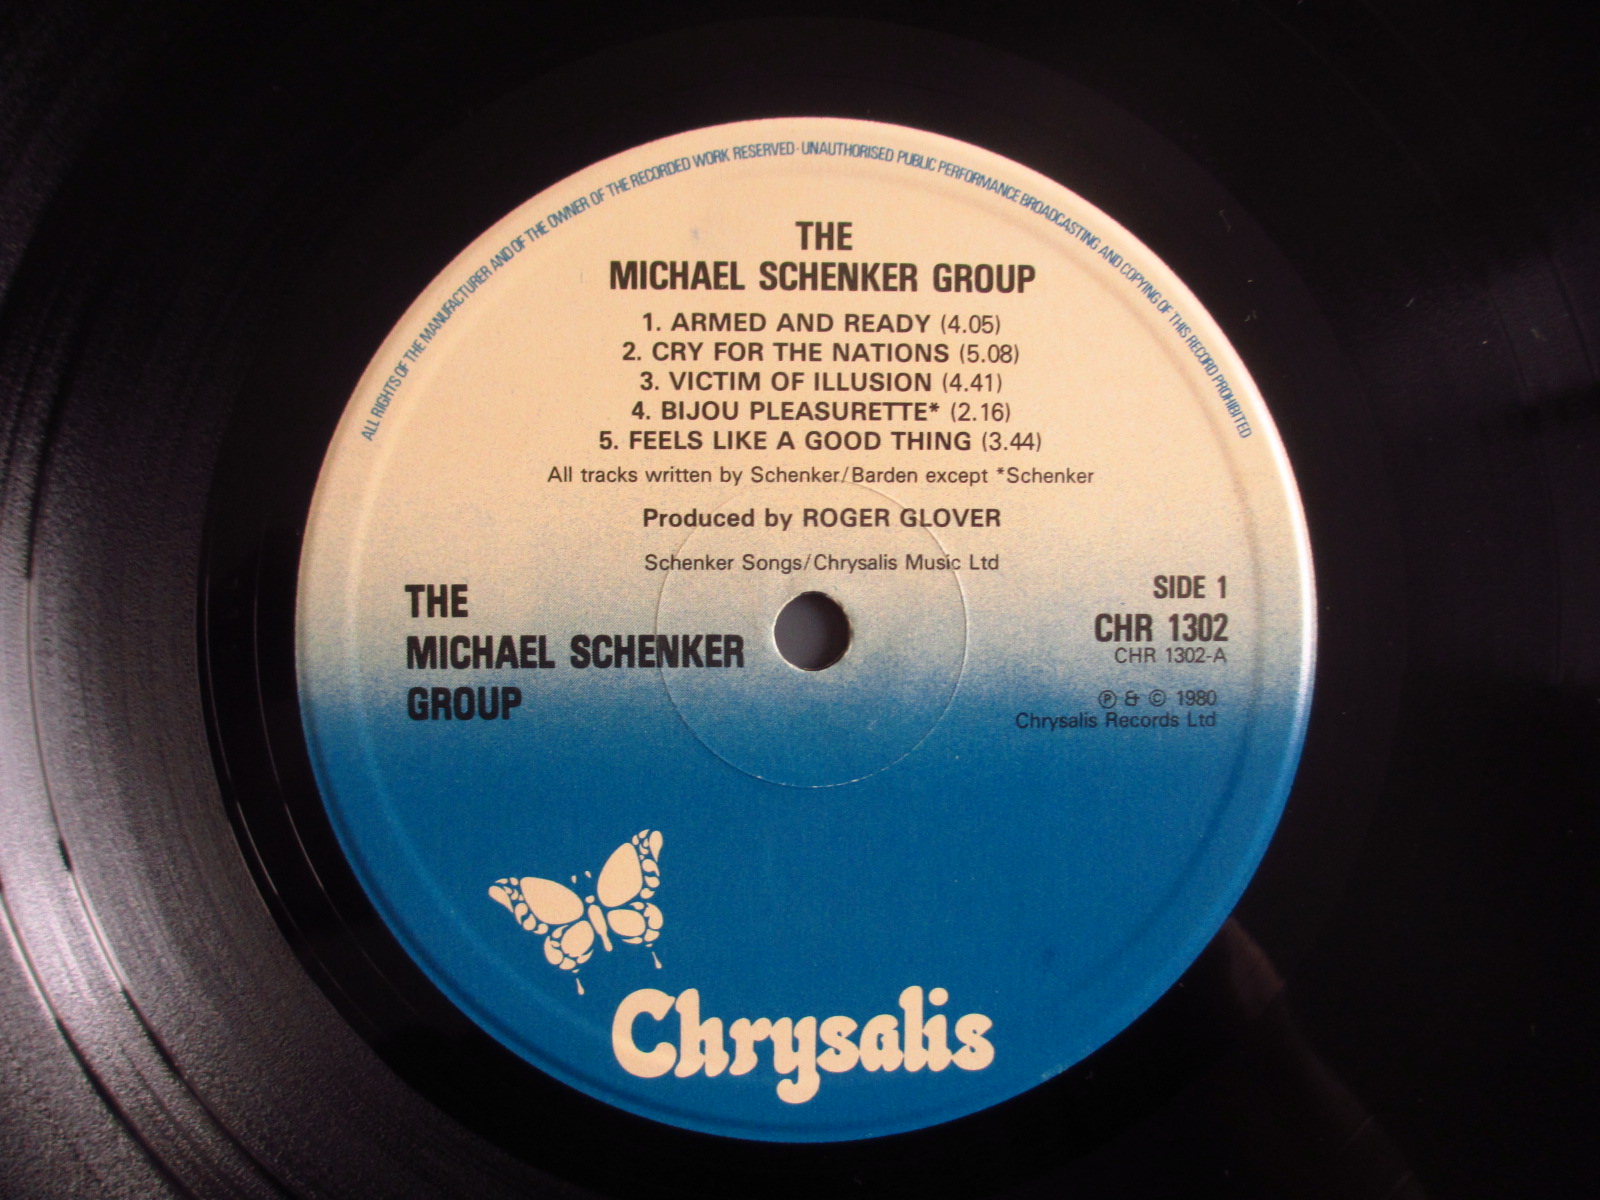 ALL RIGHTS OF THE MANUFACTURER AND OF THE OWNER OF THE RECORDED WORK RESERVED · UNAUTHORISED PUBLIC PERFORMANCE BROADCASTING AND COPYING OF THIS RECORD PROHIBITED
THE
MICHAEL SCHENKER GROUP
1. ARMED AND READY (4.05)
2. CRY FOR THE NATIONS (5.08)
3. VICTIM OF ILLUSION (4.41)
4. BIJOU PLEASURETTE* (2.16)
5. FEELS LIKE A GOOD THING (3.44)
All tracks written by Schenker/Barden except *Schenker
Produced by ROGER GLOVER
Schenker Songs/Chrysalis Music Ltd
THE
MICHAEL SCHENKER
GROUP
SIDE 1
CHR 1302
CHR 1302-A
℗ & © 1980
Chrysalis Records Ltd
Chrysalis